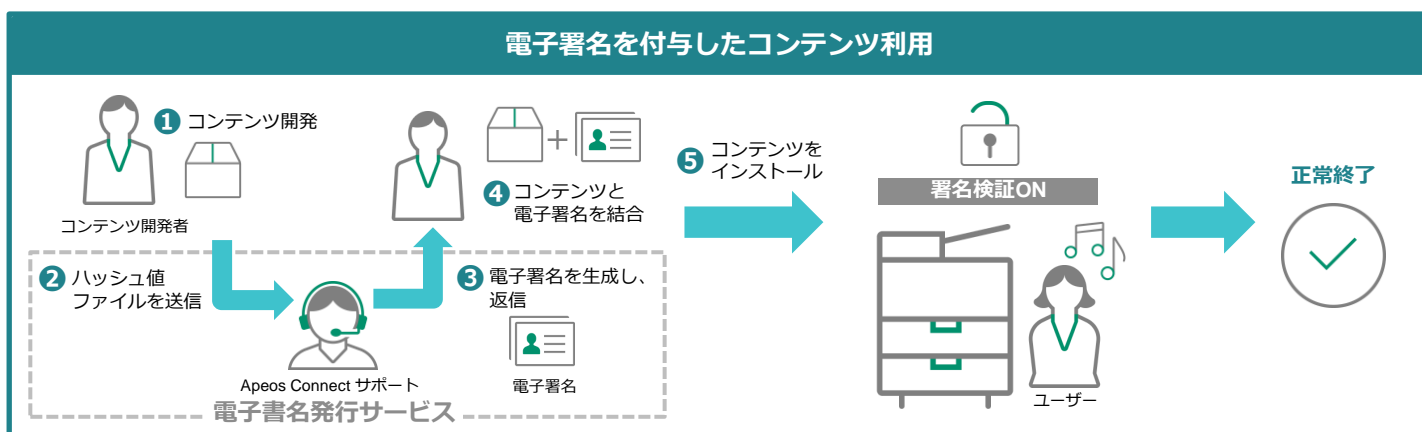 電子署名を付与したコンテンツ利用
❶ コンテンツ開発
コンテンツ開発者
❷ ハッシュ値
ファイルを送信
Apeos Connect サポート
❸ 電子署名を生成し、
返信
電子署名
電子書名発行サービス
+
❹ コンテンツと
電子署名を結合
❺ コンテンツを
インストール
署名検証ON
ユーザー
正常終了